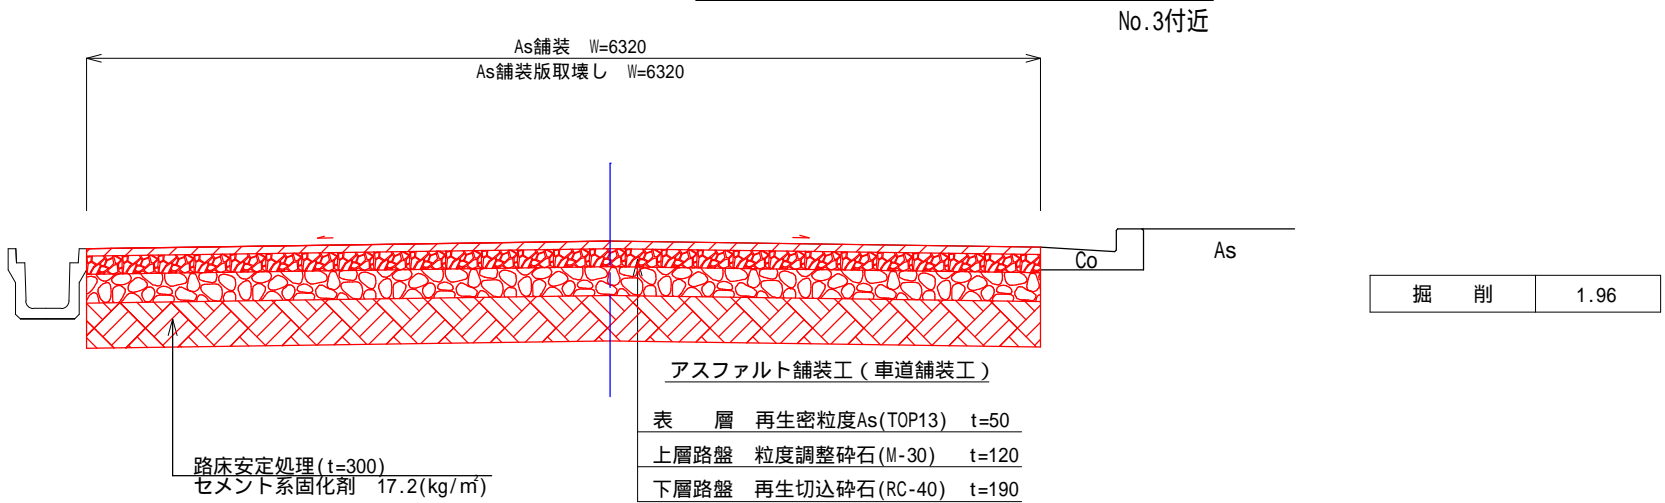 No.3付近
As舗装 W=6320
As舗装版取壊し W=6320
Co
As
掘 削 1.96
アスファルト舗装工(車道舗装工)
表 層 再生密粒度As(TOP13) t=50
上層路盤 粒度調整砕石(M-30) t=120
下層路盤 再生切込砕石(RC-40) t=190
路床安定処理(t=300)
セメント系固化剤 17.2(kg/㎡)